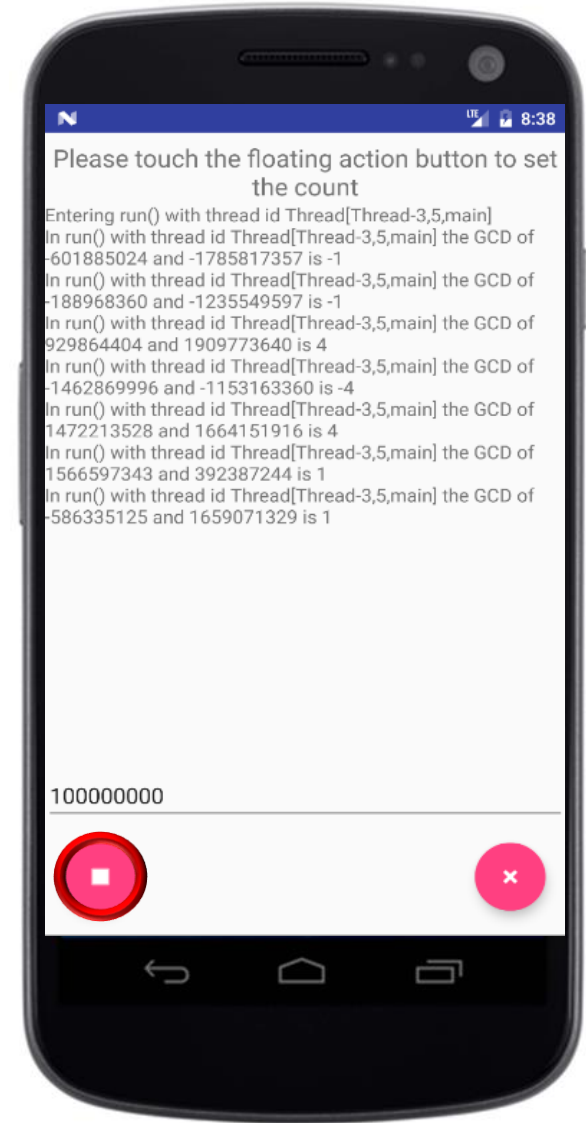 LTE 8:38
Please touch the floating action button to set
the count
Entering run() with thread id Thread[Thread-3,5,main]
In run() with thread id Thread[Thread-3,5,main] the GCD of
-601885024 and -1785817357 is -1
In run() with thread id Thread[Thread-3,5,main] the GCD of
-188968360 and -1235549597 is -1
In run() with thread id Thread[Thread-3,5,main] the GCD of
929864404 and 1909773640 is 4
In run() with thread id Thread[Thread-3,5,main] the GCD of
-1462869996 and -1153163360 is -4
In run() with thread id Thread[Thread-3,5,main] the GCD of
1472213528 and 1664151916 is 4
In run() with thread id Thread[Thread-3,5,main] the GCD of
1566597343 and 392387244 is 1
In run() with thread id Thread[Thread-3,5,main] the GCD of
-586335125 and 1659071329 is 1
100000000